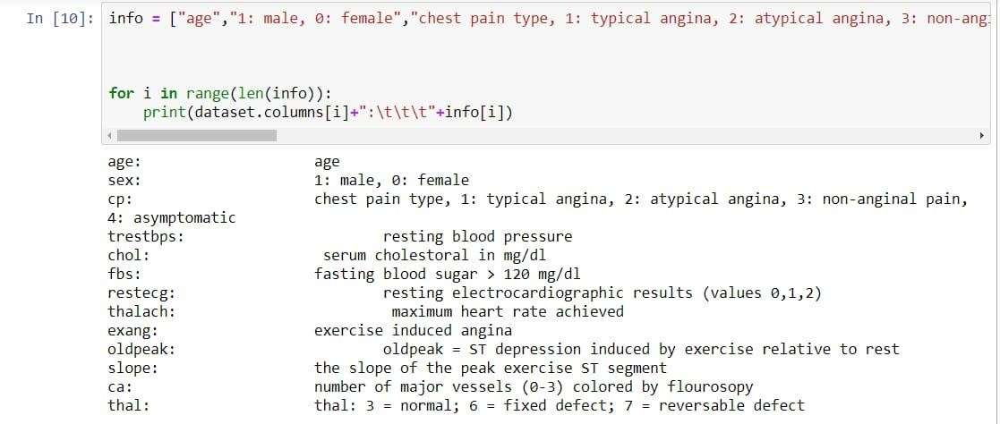 In [10]: info = ["age","1: male, 0: female","chest pain type, 1: typical angina, 2: atypical angina, 3: non-ang
for i in range(len(info)):
    print(dataset.columns[i]+":\t\t\t"+info[i])
age: age
sex: 1: male, 0: female
cp: chest pain type, 1: typical angina, 2: atypical angina, 3: non-anginal pain,
4: asymptomatic
trestbps: resting blood pressure
chol: serum cholestoral in mg/dl
fbs: fasting blood sugar > 120 mg/dl
restecg: resting electrocardiographic results (values 0,1,2)
thalach: maximum heart rate achieved
exang: exercise induced angina
oldpeak: oldpeak = ST depression induced by exercise relative to rest
slope: the slope of the peak exercise ST segment
ca: number of major vessels (0-3) colored by flourosopy
thal: thal: 3 = normal; 6 = fixed defect; 7 = reversable defect